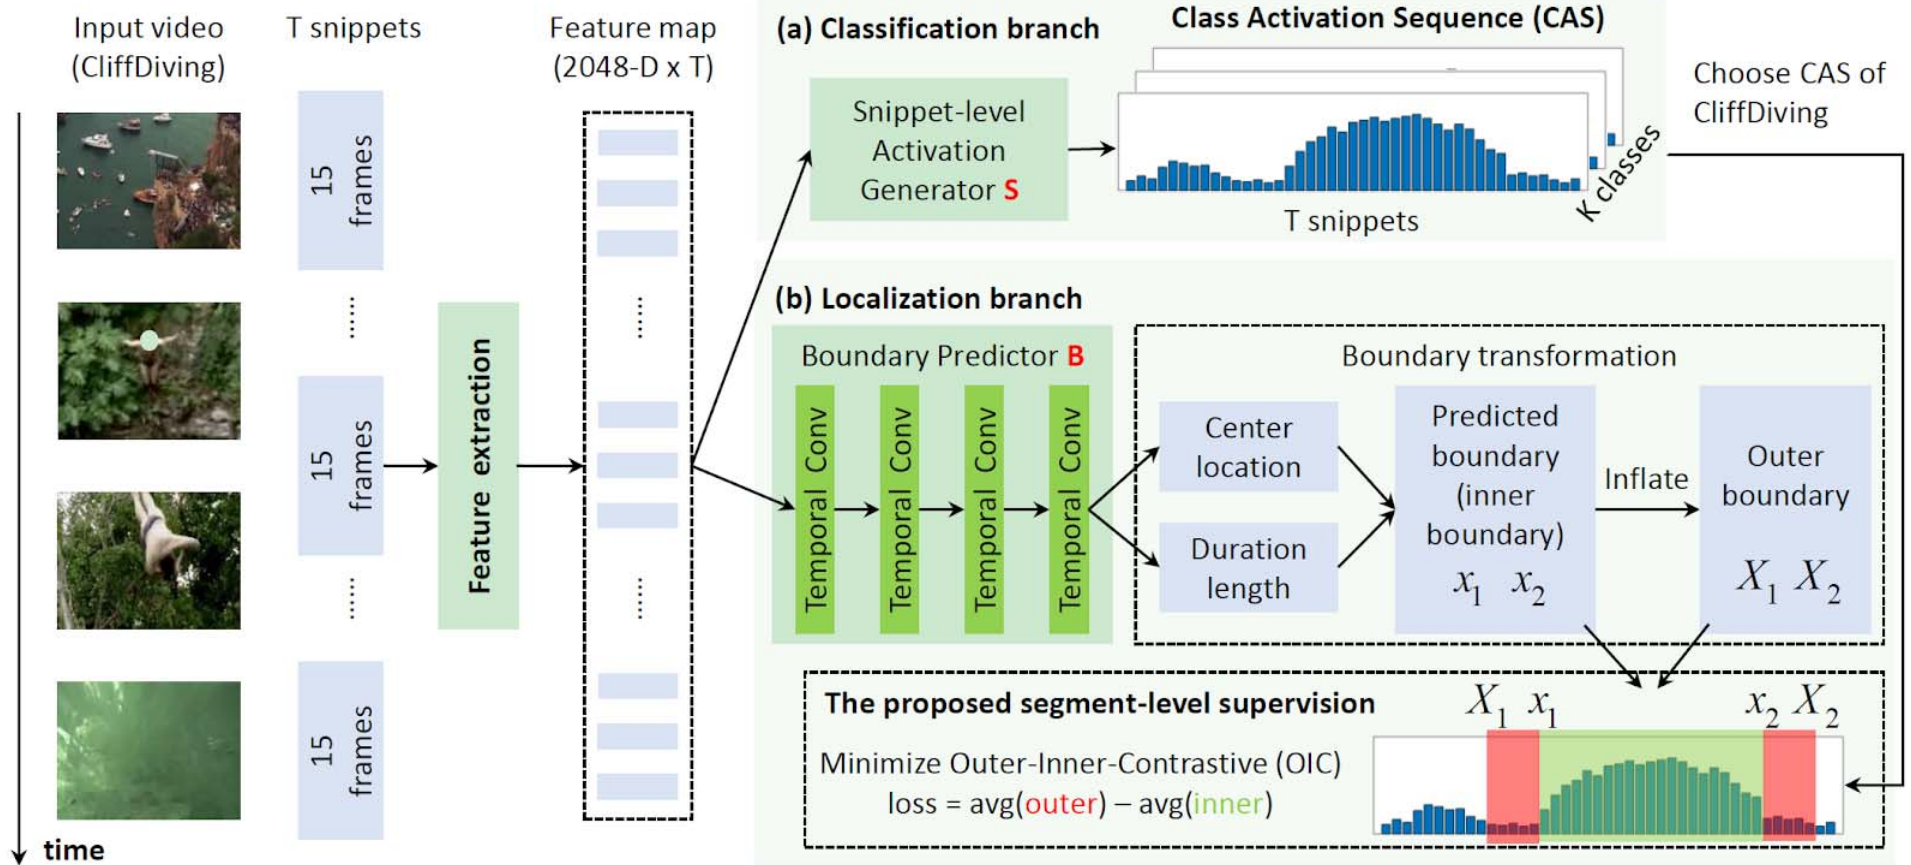 Input video
(CliffDiving)
T snippets
Feature map
(2048-D x T)
15
frames
......
15
frames
......
15
frames
time
Feature extraction
......
......
(a) Classification branch
Class Activation Sequence (CAS)
Snippet-level
Activation
Generator S
T snippets
K classes
Choose CAS of
CliffDiving
(b) Localization branch
Boundary Predictor B
Temporal Conv
Temporal Conv
Temporal Conv
Temporal Conv
Boundary transformation
Center
location
Duration
length
Predicted
boundary
(inner
boundary)
x1 x2
Inflate
Outer
boundary
X1 X2
The proposed segment-level supervision
Minimize Outer-Inner-Contrastive (OIC)
loss = avg(outer) – avg(inner)
X1 x1
x2 X2